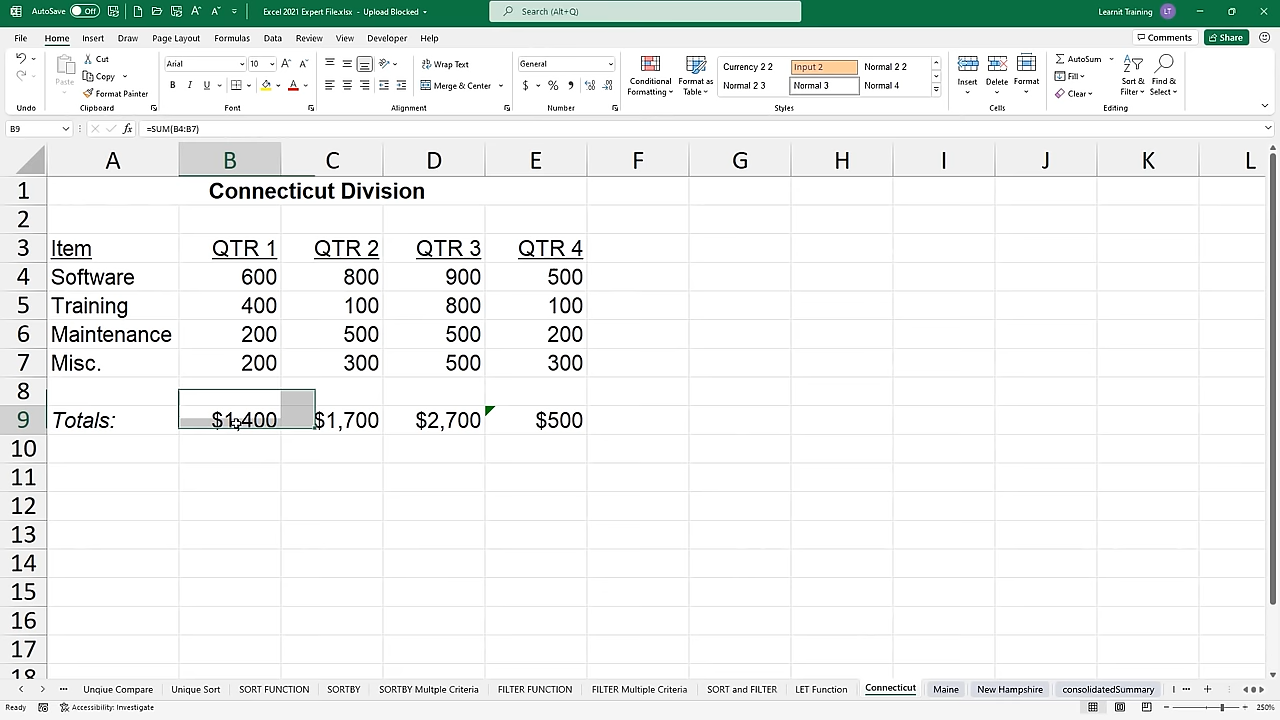 AutoSave Off Excel 2021 Expert File.xlsx - Upload Blocked Search (Alt+Q) Learnit Training LT
File Home Insert Draw Page Layout Formulas Data Review View Developer Help Comments Share
Undo
Paste Cut Copy Format Painter
Clipboard
Arial 10 B I U A
Font
Wrap Text
Merge & Center
Alignment
General
$ % ,
Number
Conditional Formatting Format as Table
Currency 2 2 Input 2 Normal 2 2
Normal 2 3 Normal 3 Normal 4
Styles
Insert Delete Format
Cells
AutoSum
Fill
Clear
Sort & Filter Find & Select
Editing
B9 fx =SUM(B4:B7)
A B C D E F G H I J K L
1 Connecticut Division
2
3 Item QTR 1 QTR 2 QTR 3 QTR 4
4 Software 600 800 900 500
5 Training 400 100 800 100
6 Maintenance 200 500 500 200
7 Misc. 200 300 500 300
8
9 Totals: $1,400 $1,700 $2,700 $500
10
11
12
13
14
15
16
17
18
... Unqiue Compare Unique Sort SORT FUNCTION SORTBY SORTBY Multple Criteria FILTER FUNCTION FILTER Multiple Criteria SORT and FILTER LET Function Connecticut Maine New Hampshire consolidatedSummary ...
Ready Accessibility: Investigate 250%